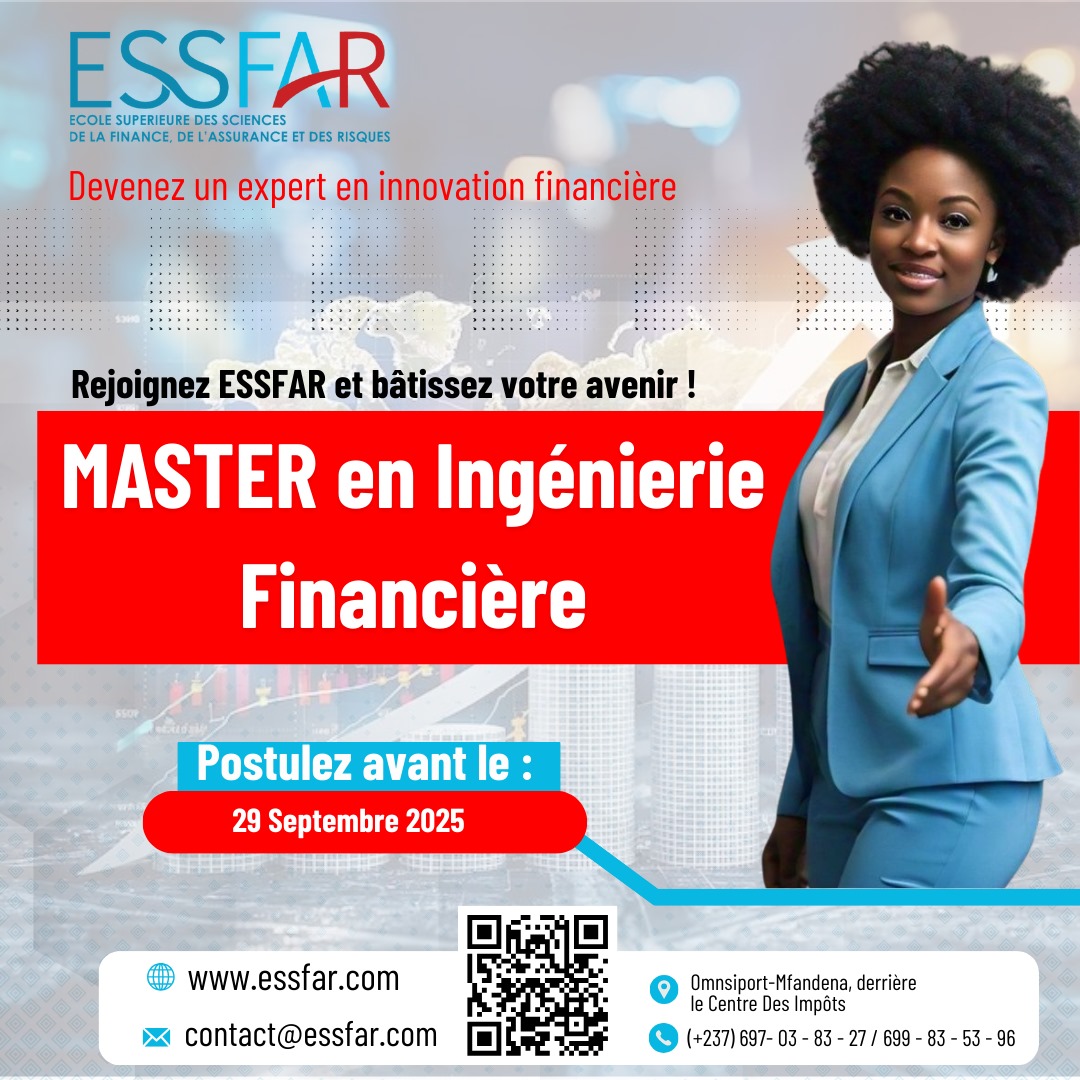 ESSFAR
ECOLE SUPERIEURE DES SCIENCES
DE LA FINANCE, DE L'ASSURANCE ET DES RISQUES
Devenez un expert en innovation financière
Rejoignez ESSFAR et bâtissez votre avenir !
MASTER en Ingénierie
Financière
Postulez avant le :
29 Septembre 2025
www.essfar.com
contact@essfar.com
Omnsiport-Mfandena, derrière
le Centre Des Impôts
(+237) 697- 03 - 83 - 27 / 699 - 83 - 53 - 96